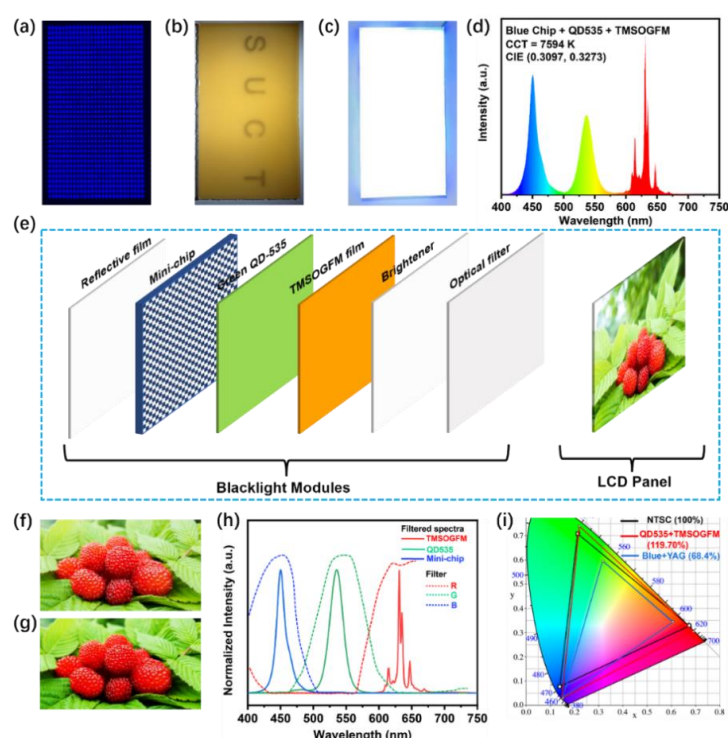 (a)
(b)
S
U
C
T
(c)
(d)
Blue Chip + QD535 + TMSOGFM
CCT = 7594 K
CIE (0.3097, 0.3273)
Intensity (a.u.)
400 450 500 550 600 650 700 750
Wavelength (nm)
(e)
Reflective film
Mini-chip
Green QD-535
TMSOGFM film
Brightener
Optical filter
Blacklight Modules
LCD Panel
(f)
(g)
(h)
Filtered spectra
TMSOGFM
QD535
Mini-chip
Filter
R
G
B
Normalized Intensity (a.u.)
400 450 500 550 600 650 700 750
Wavelength (nm)
(i)
NTSC (100%)
QD535+TMSOGFM
(119.70%)
Blue+YAG (68.4%)
0.7
0.6
0.5
0.4
0.3
0.2
0.1
0.0
y
560
580
600
620
700
500
490
480
470
460
380
0.0 0.1 0.2 0.3 0.4 0.5 0.6 0.7
x